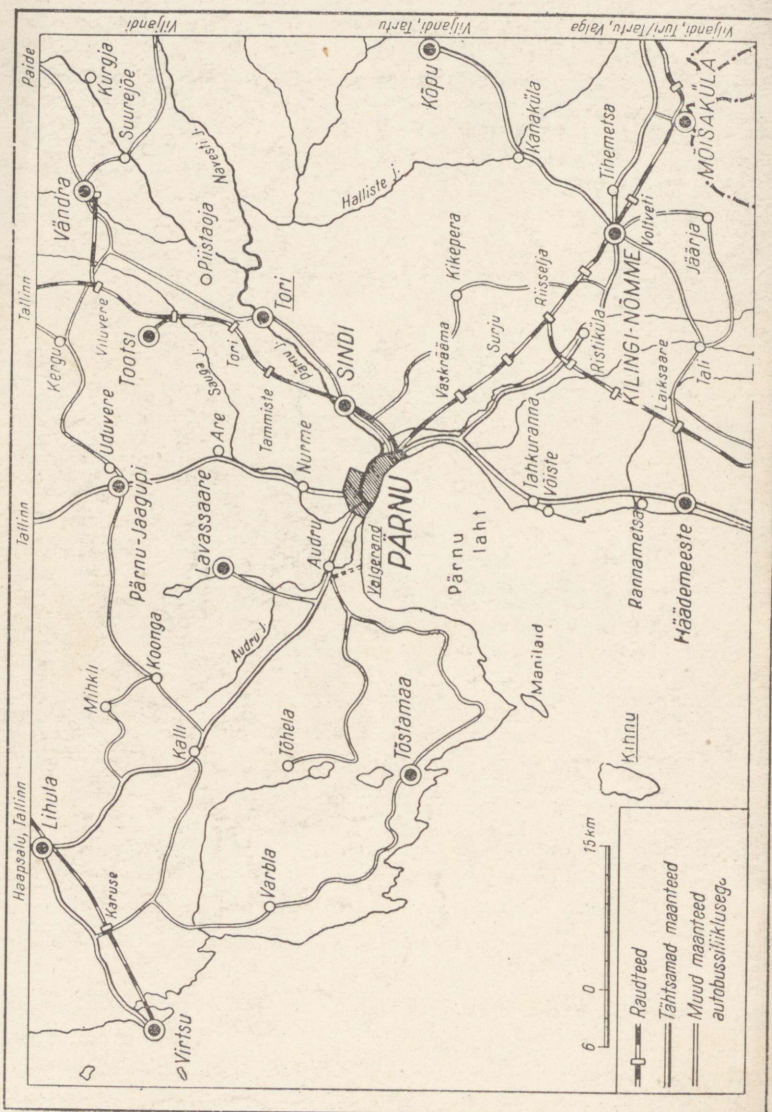 Haapsalu, Tallinn
Tallinn
Tallinn
Paide
Viljandi
Viljandi, Tartu
Viljandi, Türi/Tartu, Valga
Lihula
Karuse
Virtsu
Mihkli
Koonga
Kalli
Varbla
Tõhela
Tõstamaa
Audru j.
Lavassaare
Pärnu-Jaagupi
Uduvere
Kergu
Are
Nurme
Audru
Valgerand
PÄRNU
Pärnu
laht
Manilaid
Kihnu
Vändra
Kurgja
Suurejõe
Viluvere
Tootsi
Piistaoja
Navesti j.
Sauga j.
Tori
Tori
Tammiste
Pärnu j.
SINDI
Halliste j.
Kõpu
Kanaküla
Kikepera
Vaskrääma
Surju
Riisselja
Ristiküla
Tihemetsa
Voltveti
KILINGI-NÕMME
MÕISAKÜLA
Jäärja
Tali
Laiksaare
Tahkuranna
Võiste
Rannametsa
Häädemeeste
6 0 15 km
Raudteed
Tähtsamad maanteed
Muud maanteed
autobussiliiklusega